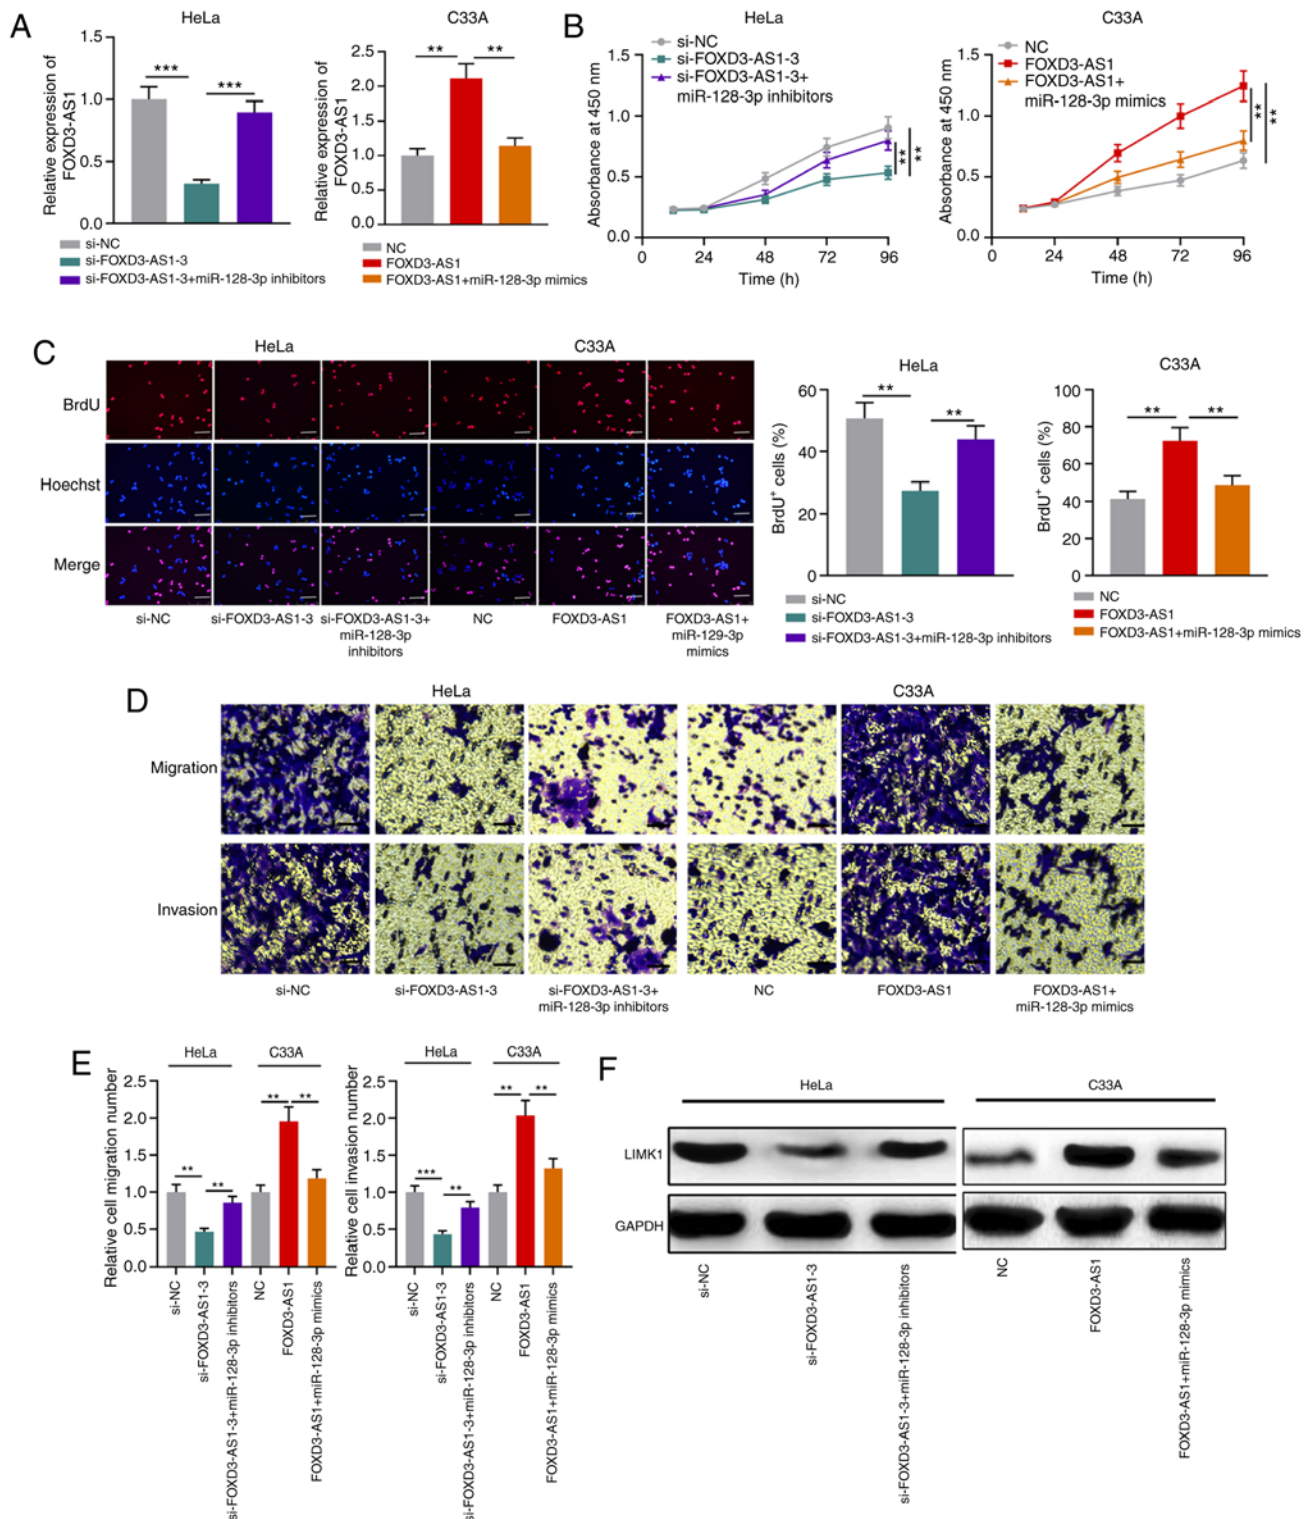 A
HeLa
Relative expression of
FOXD3-AS1
1.5
1.0
0.5
0.0
***
***
si-NC
si-FOXD3-AS1-3
si-FOXD3-AS1-3+miR-128-3p inhibitors
C33A
Relative expression of
FOXD3-AS1
2.5
2.0
1.5
1.0
0.5
0.0
**
**
NC
FOXD3-AS1
FOXD3-AS1+miR-128-3p mimics
B
HeLa
si-NC
si-FOXD3-AS1-3
si-FOXD3-AS1-3+
miR-128-3p inhibitors
Absorbance at 450 nm
1.5
1.0
0.5
0.0
**
**
0
24
48
72
96
Time (h)
C33A
NC
FOXD3-AS1
FOXD3-AS1+
miR-128-3p mimics
Absorbance at 450 nm
1.5
1.0
0.5
0.0
**
**
0
24
48
72
96
Time (h)
C
HeLa
C33A
BrdU
Hoechst
Merge
si-NC
si-FOXD3-AS1-3
si-FOXD3-AS1-3+
miR-128-3p
inhibitors
NC
FOXD3-AS1
FOXD3-AS1+
miR-129-3p
mimics
HeLa
BrdU+ cells (%)
60
40
20
0
**
**
si-NC
si-FOXD3-AS1-3
si-FOXD3-AS1-3+miR-128-3p inhibitors
C33A
BrdU+ cells (%)
100
80
60
40
20
0
**
**
NC
FOXD3-AS1
FOXD3-AS1+miR-128-3p mimics
D
HeLa
C33A
Migration
Invasion
si-NC
si-FOXD3-AS1-3
si-FOXD3-AS1-3+
miR-128-3p inhibitors
NC
FOXD3-AS1
FOXD3-AS1+
miR-128-3p mimics
E
HeLa
C33A
Relative cell migration number
2.5
2.0
1.5
1.0
0.5
0.0
**
**
**
**
si-NC
si-FOXD3-AS1-3
si-FOXD3-AS1-3+miR-128-3p inhibitors
NC
FOXD3-AS1
FOXD3-AS1+miR-128-3p mimics
HeLa
C33A
Relative cell invasion number
2.5
2.0
1.5
1.0
0.5
0.0
***
**
**
**
si-NC
si-FOXD3-AS1-3
si-FOXD3-AS1-3+miR-128-3p inhibitors
NC
FOXD3-AS1
FOXD3-AS1+miR-128-3p mimics
F
HeLa
C33A
LIMK1
GAPDH
si-NC
si-FOXD3-AS1-3
si-FOXD3-AS1-3+miR-128-3p inhibitors
NC
FOXD3-AS1
FOXD3-AS1+miR-128-3p mimics